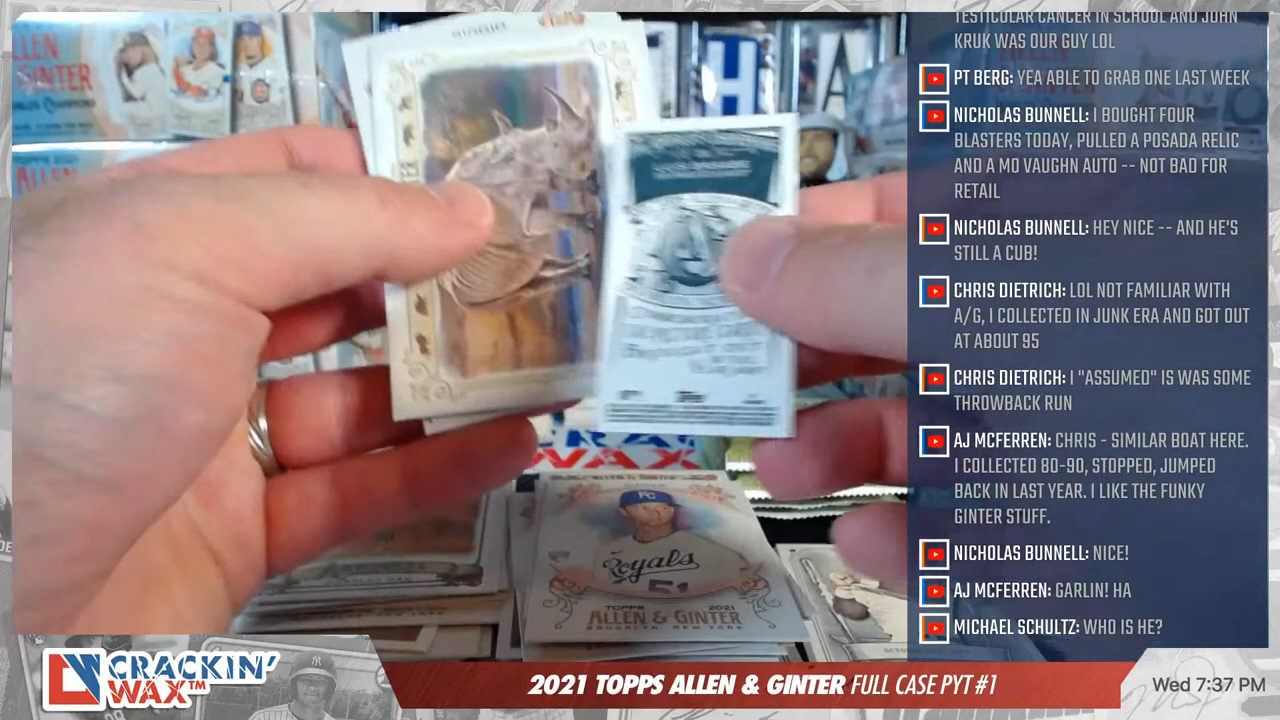 TESTICULAR CANCER IN SCHOOL AND JOHN
KRUK WAS OUR GUY LOL
PT BERG: YEA ABLE TO GRAB ONE LAST WEEK
NICHOLAS BUNNELL: I BOUGHT FOUR
BLASTERS TODAY, PULLED A POSADA RELIC
AND A MO VAUGHN AUTO -- NOT BAD FOR
RETAIL
NICHOLAS BUNNELL: HEY NICE -- AND HE'S
STILL A CUB!
CHRIS DIETRICH: LOL NOT FAMILIAR WITH
A/G, I COLLECTED IN JUNK ERA AND GOT OUT
AT ABOUT 95
CHRIS DIETRICH: I "ASSUMED" IS WAS SOME
THROWBACK RUN
AJ MCFERREN: CHRIS - SIMILAR BOAT HERE.
I COLLECTED 80-90, STOPPED, JUMPED
BACK IN LAST YEAR. I LIKE THE FUNKY
GINTER STUFF.
NICHOLAS BUNNELL: NICE!
AJ MCFERREN: GARLIN! HA
MICHAEL SCHULTZ: WHO IS HE?
WAX
KC
Royals
51
TOPPS 2021
ALLEN & GINTER
BROOKLYN, NEW YORK
CRACKIN'
WAX™
2021 TOPPS ALLEN & GINTER FULL CASE PYT #1
Wed 7:37 PM